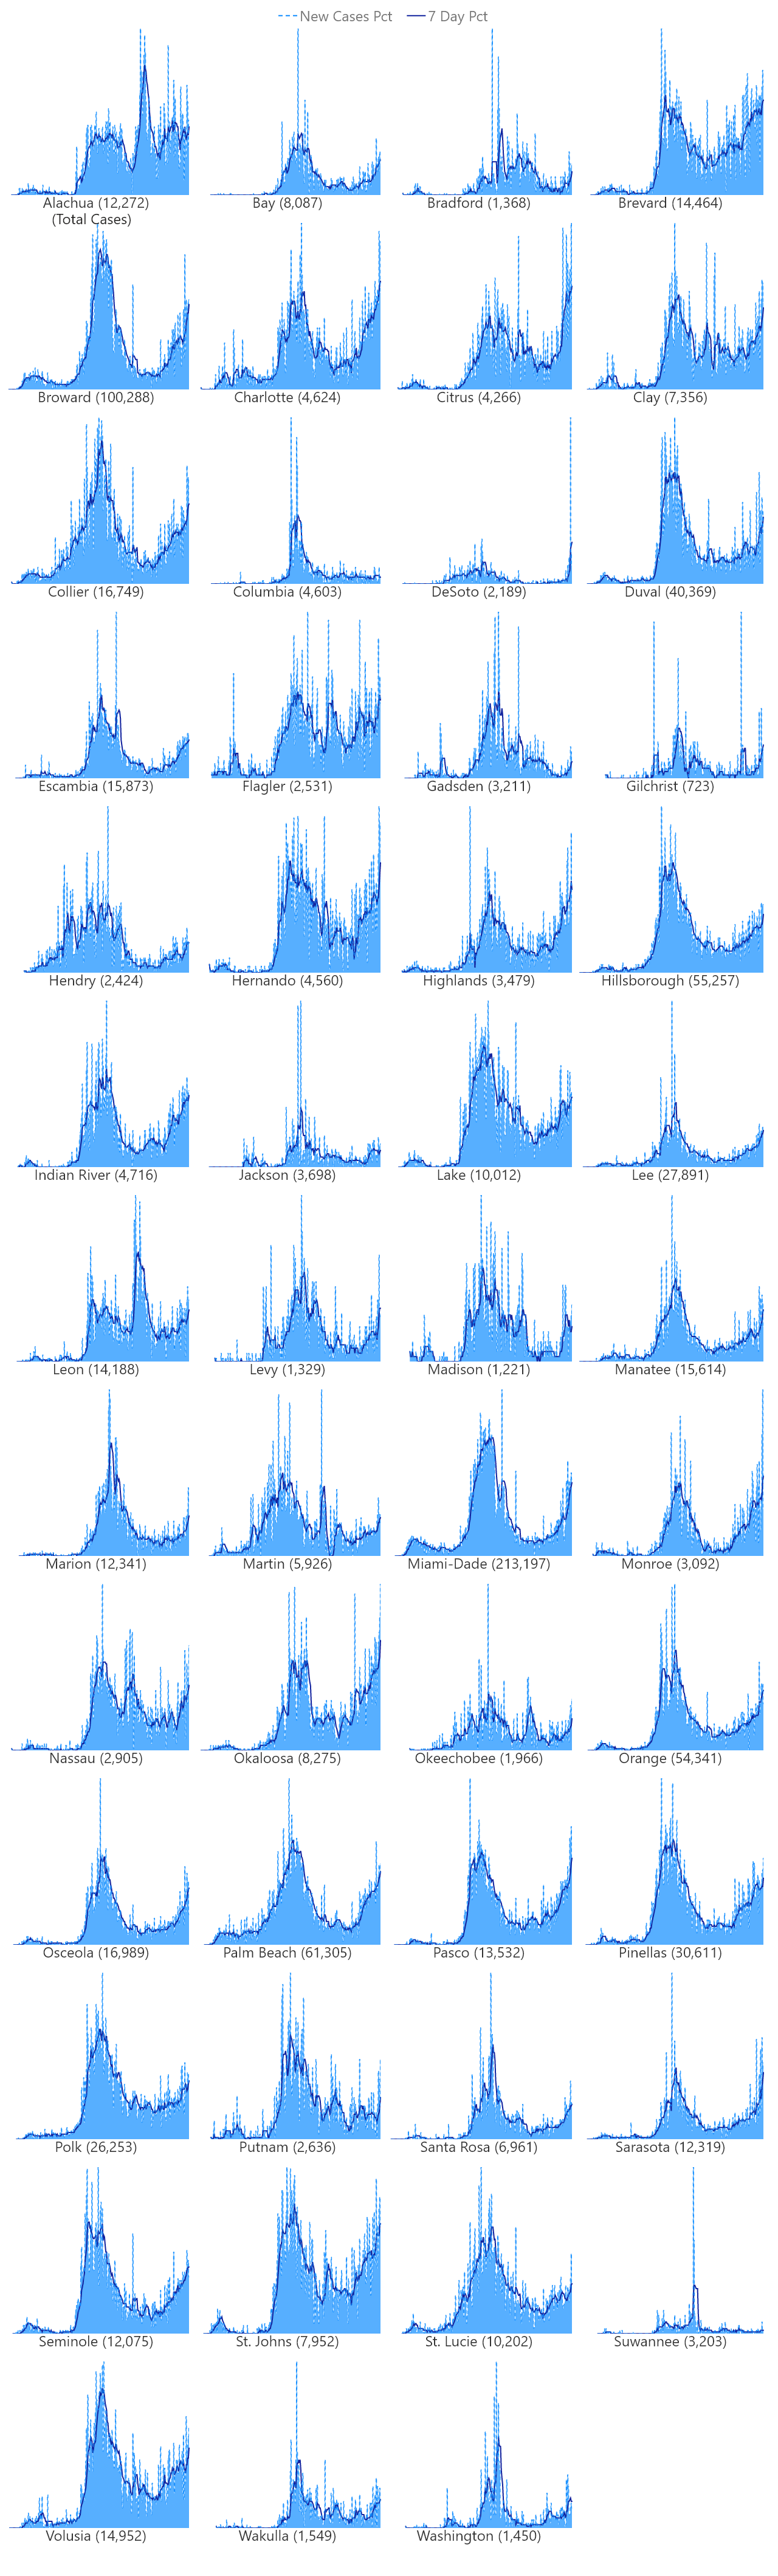 New Cases Pct 7 Day Pct
Alachua (12,272) Bay (8,087) Bradford (1,368) Brevard (14,464)
(Total Cases)
Broward (100,288) Charlotte (4,624) Citrus (4,266) Clay (7,356)
Collier (16,749) Columbia (4,603) DeSoto (2,189) Duval (40,369)
Escambia (15,873) Flagler (2,531) Gadsden (3,211) Gilchrist (723)
Hendry (2,424) Hernando (4,560) Highlands (3,479) Hillsborough (55,257)
Indian River (4,716) Jackson (3,698) Lake (10,012) Lee (27,891)
Leon (14,188) Levy (1,329) Madison (1,221) Manatee (15,614)
Marion (12,341) Martin (5,926) Miami-Dade (213,197) Monroe (3,092)
Nassau (2,905) Okaloosa (8,275) Okeechobee (1,966) Orange (54,341)
Osceola (16,989) Palm Beach (61,305) Pasco (13,532) Pinellas (30,611)
Polk (26,253) Putnam (2,636) Santa Rosa (6,961) Sarasota (12,319)
Seminole (12,075) St. Johns (7,952) St. Lucie (10,202) Suwannee (3,203)
Volusia (14,952) Wakulla (1,549) Washington (1,450)